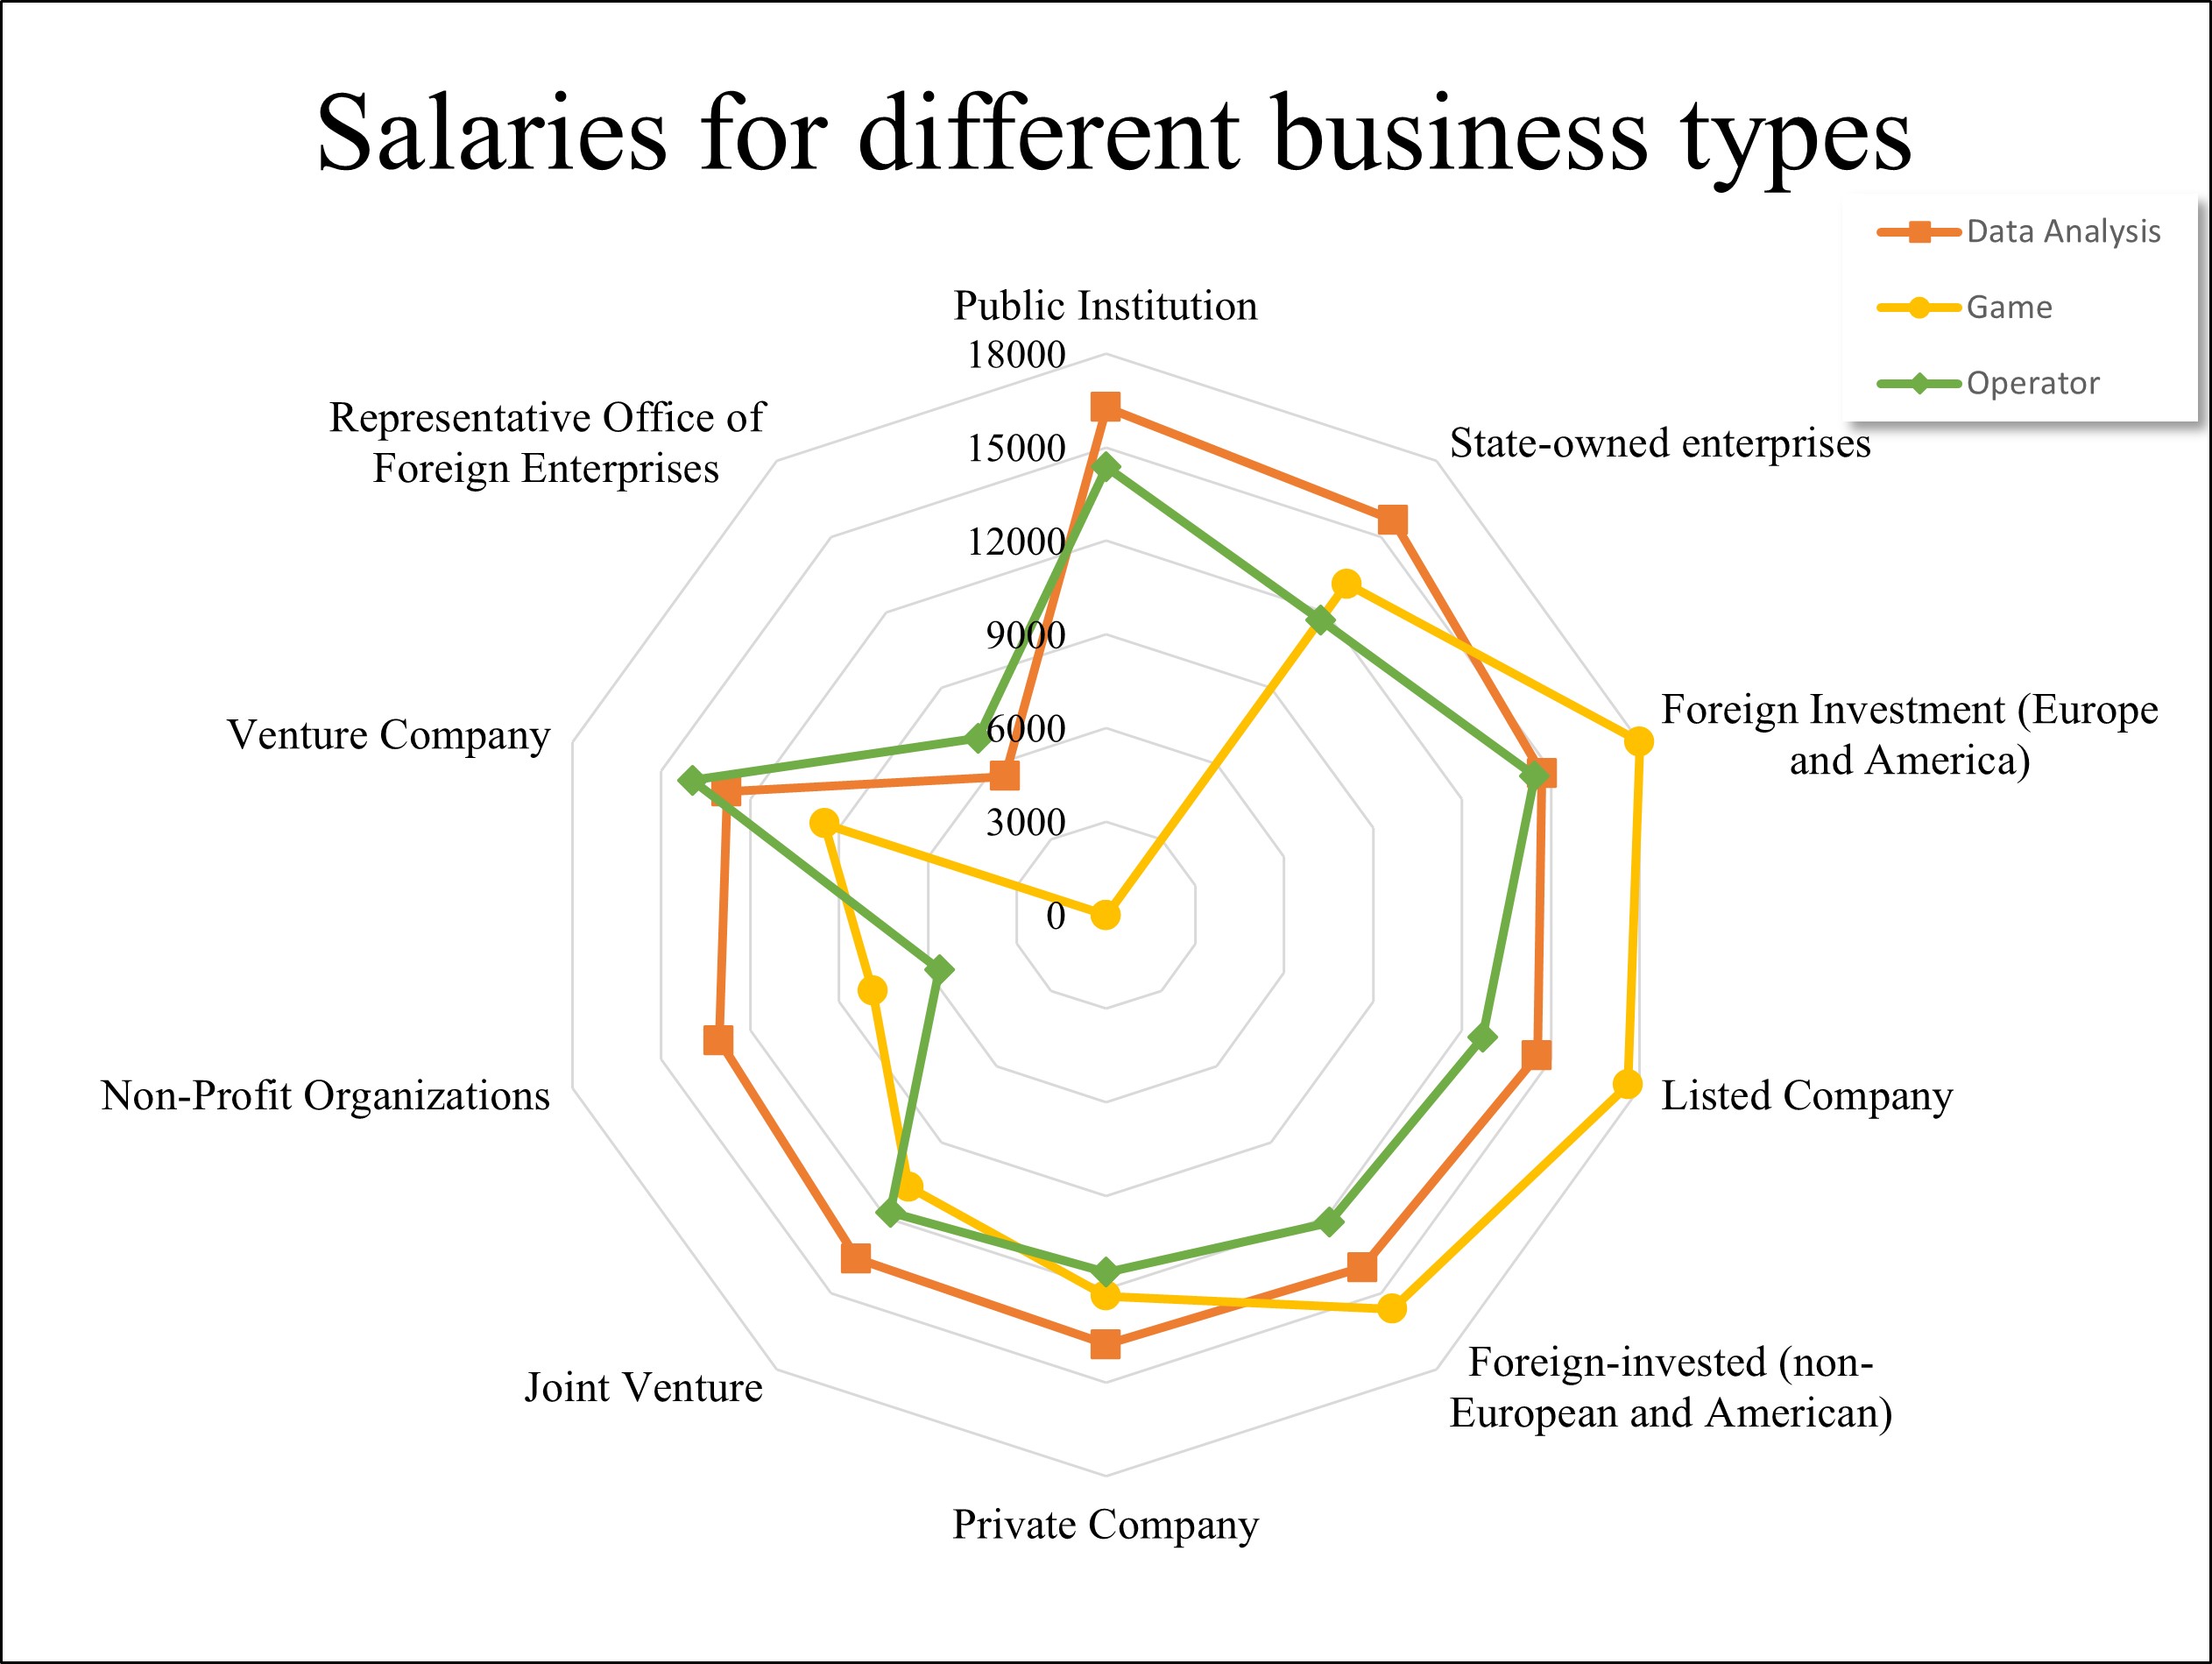 Salaries for different business types
Data Analysis
Game
Operator
Public Institution
18000
15000
12000
9000
6000
3000
0
State-owned enterprises
Foreign Investment (Europe
and America)
Listed Company
Foreign-invested (non-
European and American)
Private Company
Joint Venture
Non-Profit Organizations
Venture Company
Representative Office of
Foreign Enterprises